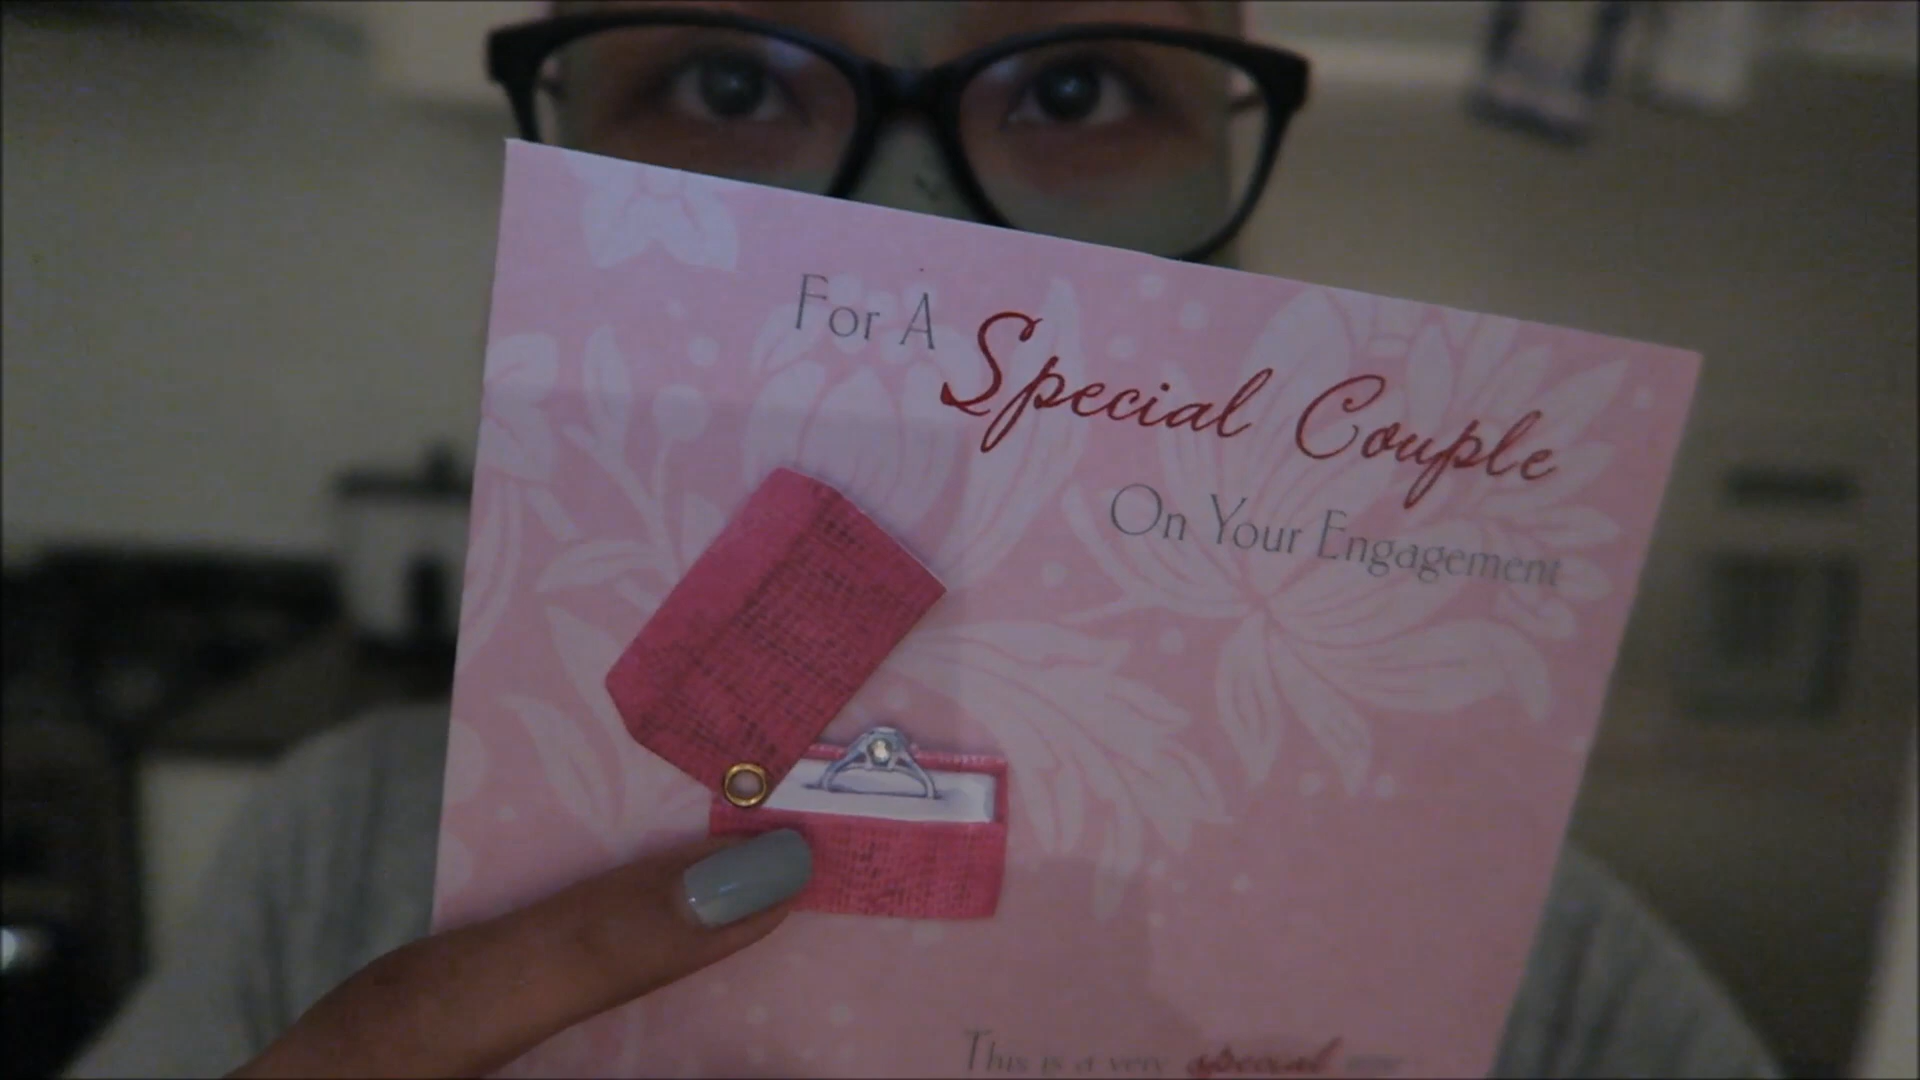 For A Special Couple
On Your Engagement
This is a very special